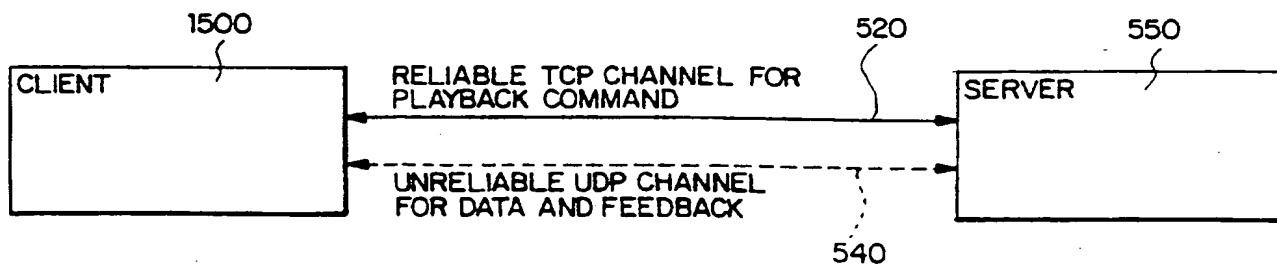 1500
520
550
CLIENT
RELIABLE TCP CHANNEL FOR
PLAYBACK COMMAND
SERVER
UNRELIABLE UDP CHANNEL
FOR DATA AND FEEDBACK
540